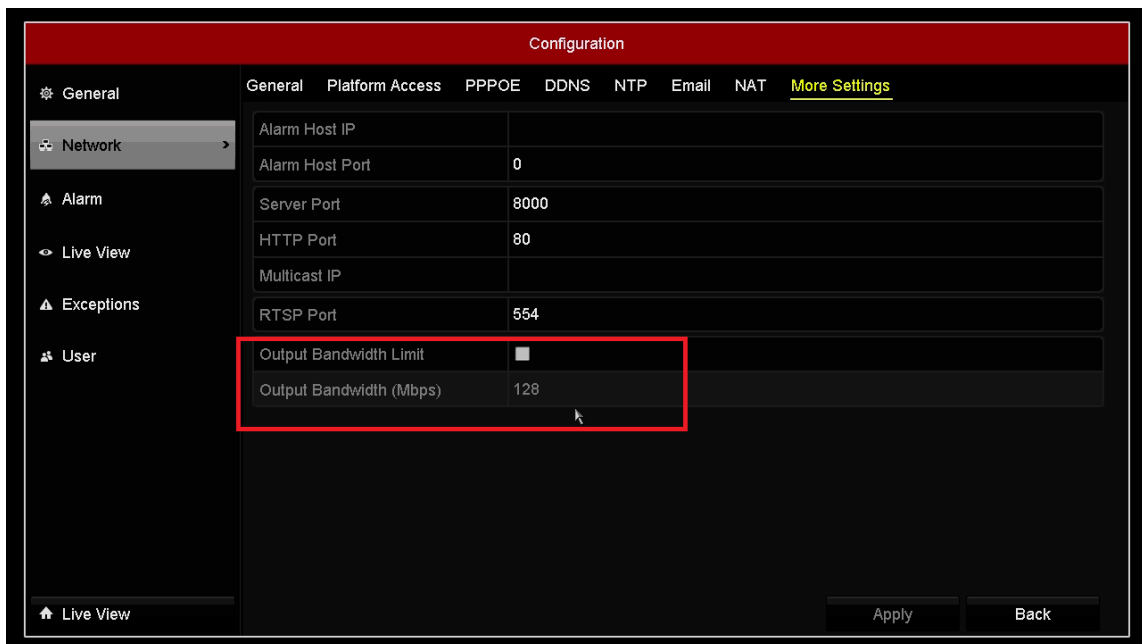 Configuration
General
Network
Alarm
Live View
Exceptions
User
Live View
General Platform Access PPPOE DDNS NTP Email NAT More Settings
Alarm Host IP
Alarm Host Port 0
Server Port 8000
HTTP Port 80
Multicast IP
RTSP Port 554
Output Bandwidth Limit
Output Bandwidth (Mbps) 128
Apply Back